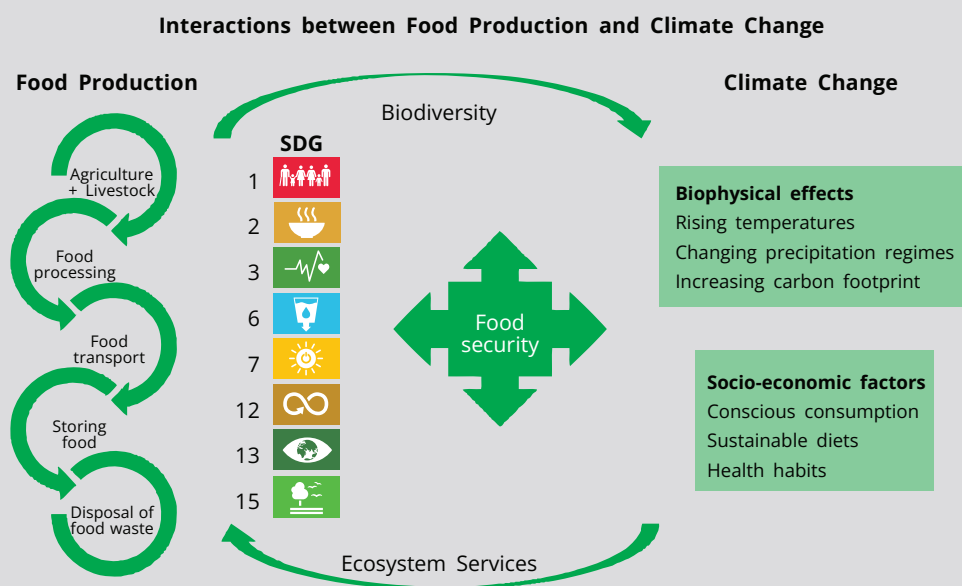 Interactions between Food Production and Climate Change
Food Production
Agriculture
+ Livestock
Food
processing
Food
transport
Storing
food
Disposal of
food waste
Biodiversity
SDG
1
2
3
6
7
12
13
15
Food
security
Ecosystem Services
Climate Change
Biophysical effects
Rising temperatures
Changing precipitation regimes
Increasing carbon footprint
Socio-economic factors
Conscious consumption
Sustainable diets
Health habits